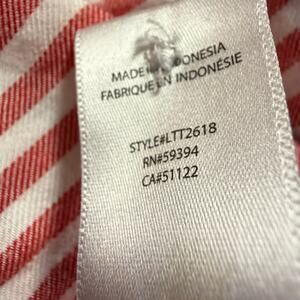 MADE IN INDONESIA
FABRIQUE EN INDONÉSIE
STYLE#LTT2618
RN#59394
CA#51122